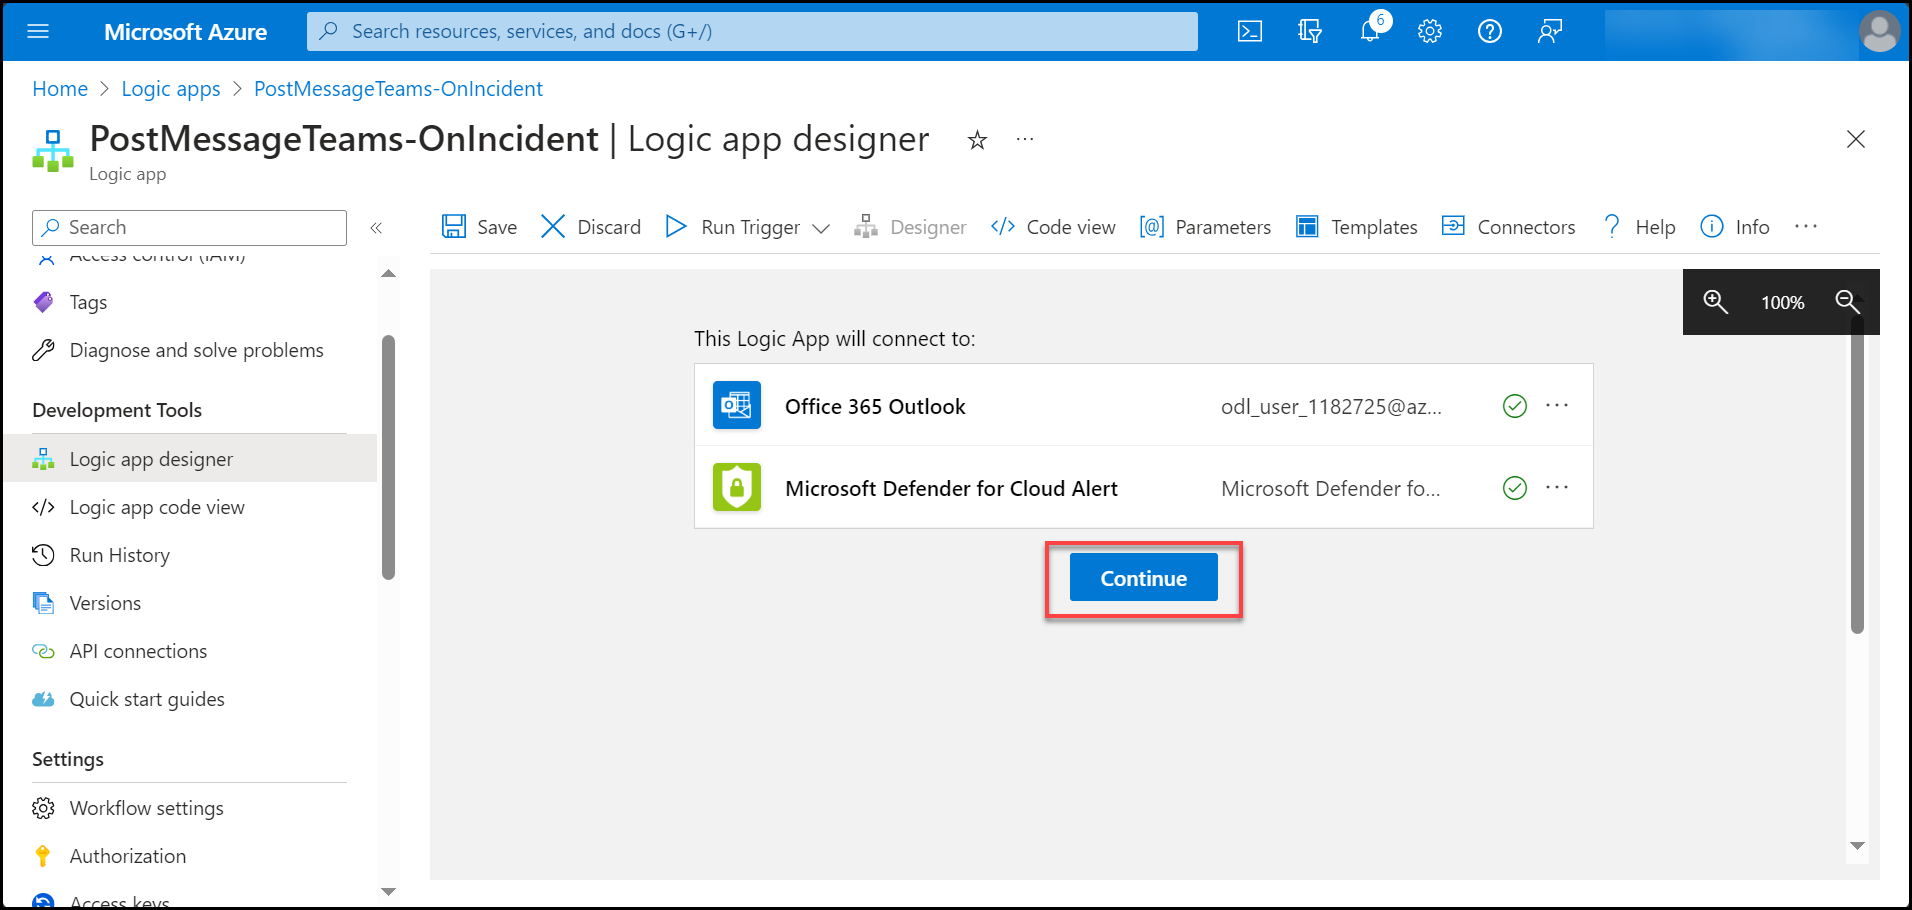 Microsoft Azure
Search resources, services, and docs (G+/)
6
Home > Logic apps > PostMessageTeams-OnIncident
PostMessageTeams-OnIncident | Logic app designer
Logic app
Search
Save
Discard
Run Trigger
Designer
Code view
Parameters
Templates
Connectors
Help
Info
Access control (IAM)
Tags
Diagnose and solve problems
Development Tools
Logic app designer
Logic app code view
Run History
Versions
API connections
Quick start guides
Settings
Workflow settings
Authorization
Access keys
100%
This Logic App will connect to:
Office 365 Outlook odl_user_1182725@az...
Microsoft Defender for Cloud Alert Microsoft Defender fo...
Continue